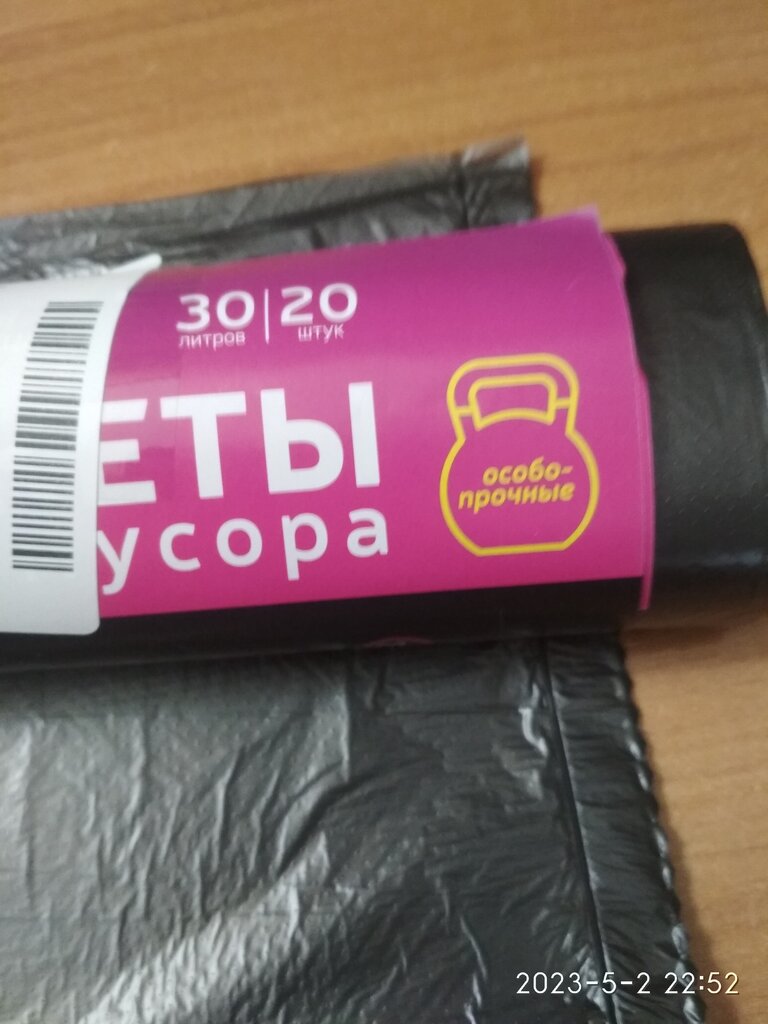 30|20
литров штук
ЕТЫ
усора
особо-
прочные
2023-5-2 22:52